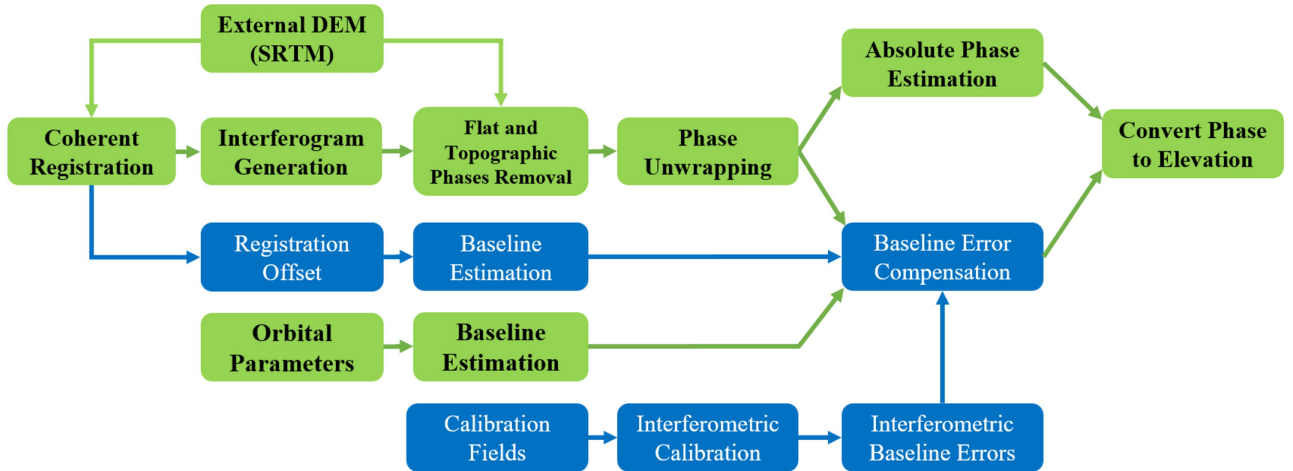 External DEM
(SRTM)
Absolute Phase
Estimation
Coherent
Registration
Interferogram
Generation
Flat and
Topographic
Phases Removal
Phase
Unwrapping
Convert Phase
to Elevation
Registration
Offset
Baseline
Estimation
Baseline Error
Compensation
Orbital
Parameters
Baseline
Estimation
Calibration
Fields
Interferometric
Calibration
Interferometric
Baseline Errors